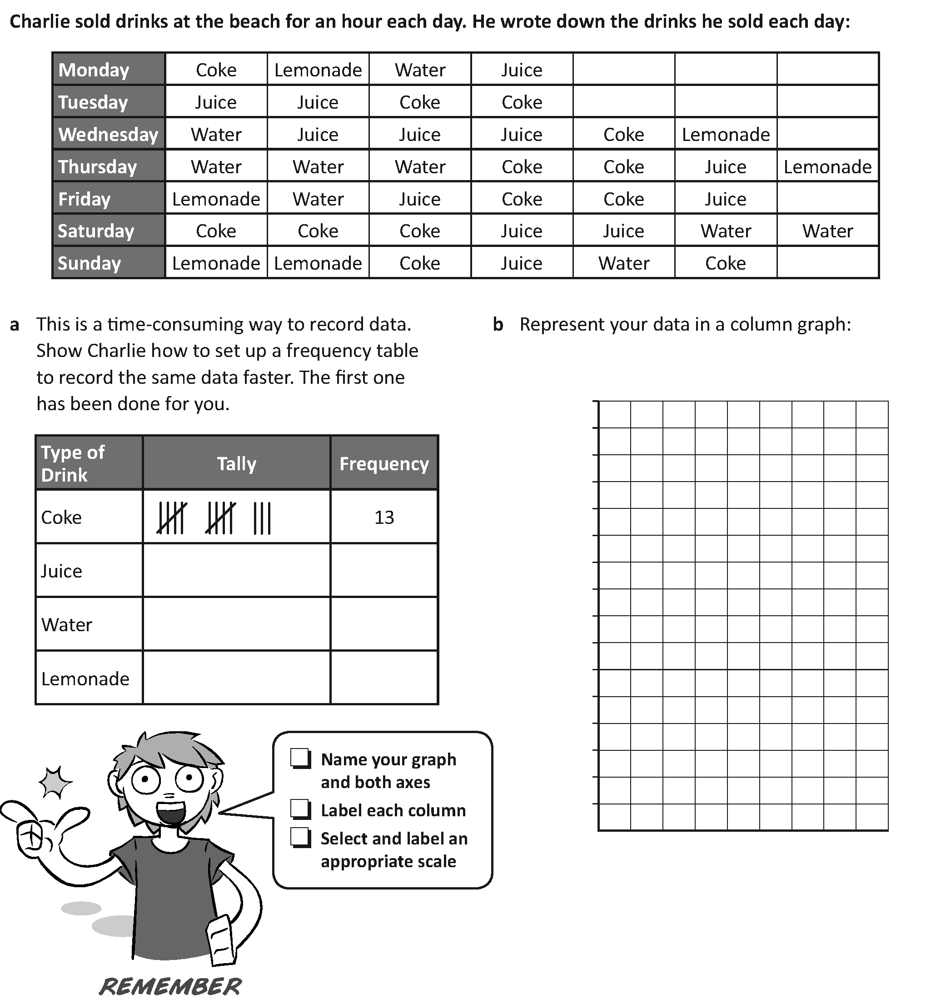 Charlie sold drinks at the beach for an hour each day. He wrote down the drinks he sold each day:
Monday Coke Lemonade Water Juice
Tuesday Juice Juice Coke Coke
Wednesday Water Juice Juice Juice Coke Lemonade
Thursday Water Water Water Coke Coke Juice Lemonade
Friday Lemonade Water Juice Coke Coke Juice
Saturday Coke Coke Coke Juice Juice Water Water
Sunday Lemonade Lemonade Coke Juice Water Coke
a This is a time-consuming way to record data.
Show Charlie how to set up a frequency table
to record the same data faster. The first one
has been done for you.
Type of
Drink
Tally
Frequency
Coke 13
Juice
Water
Lemonade
Name your graph
and both axes
Label each column
Select and label an
appropriate scale
REMEMBER
b Represent your data in a column graph: